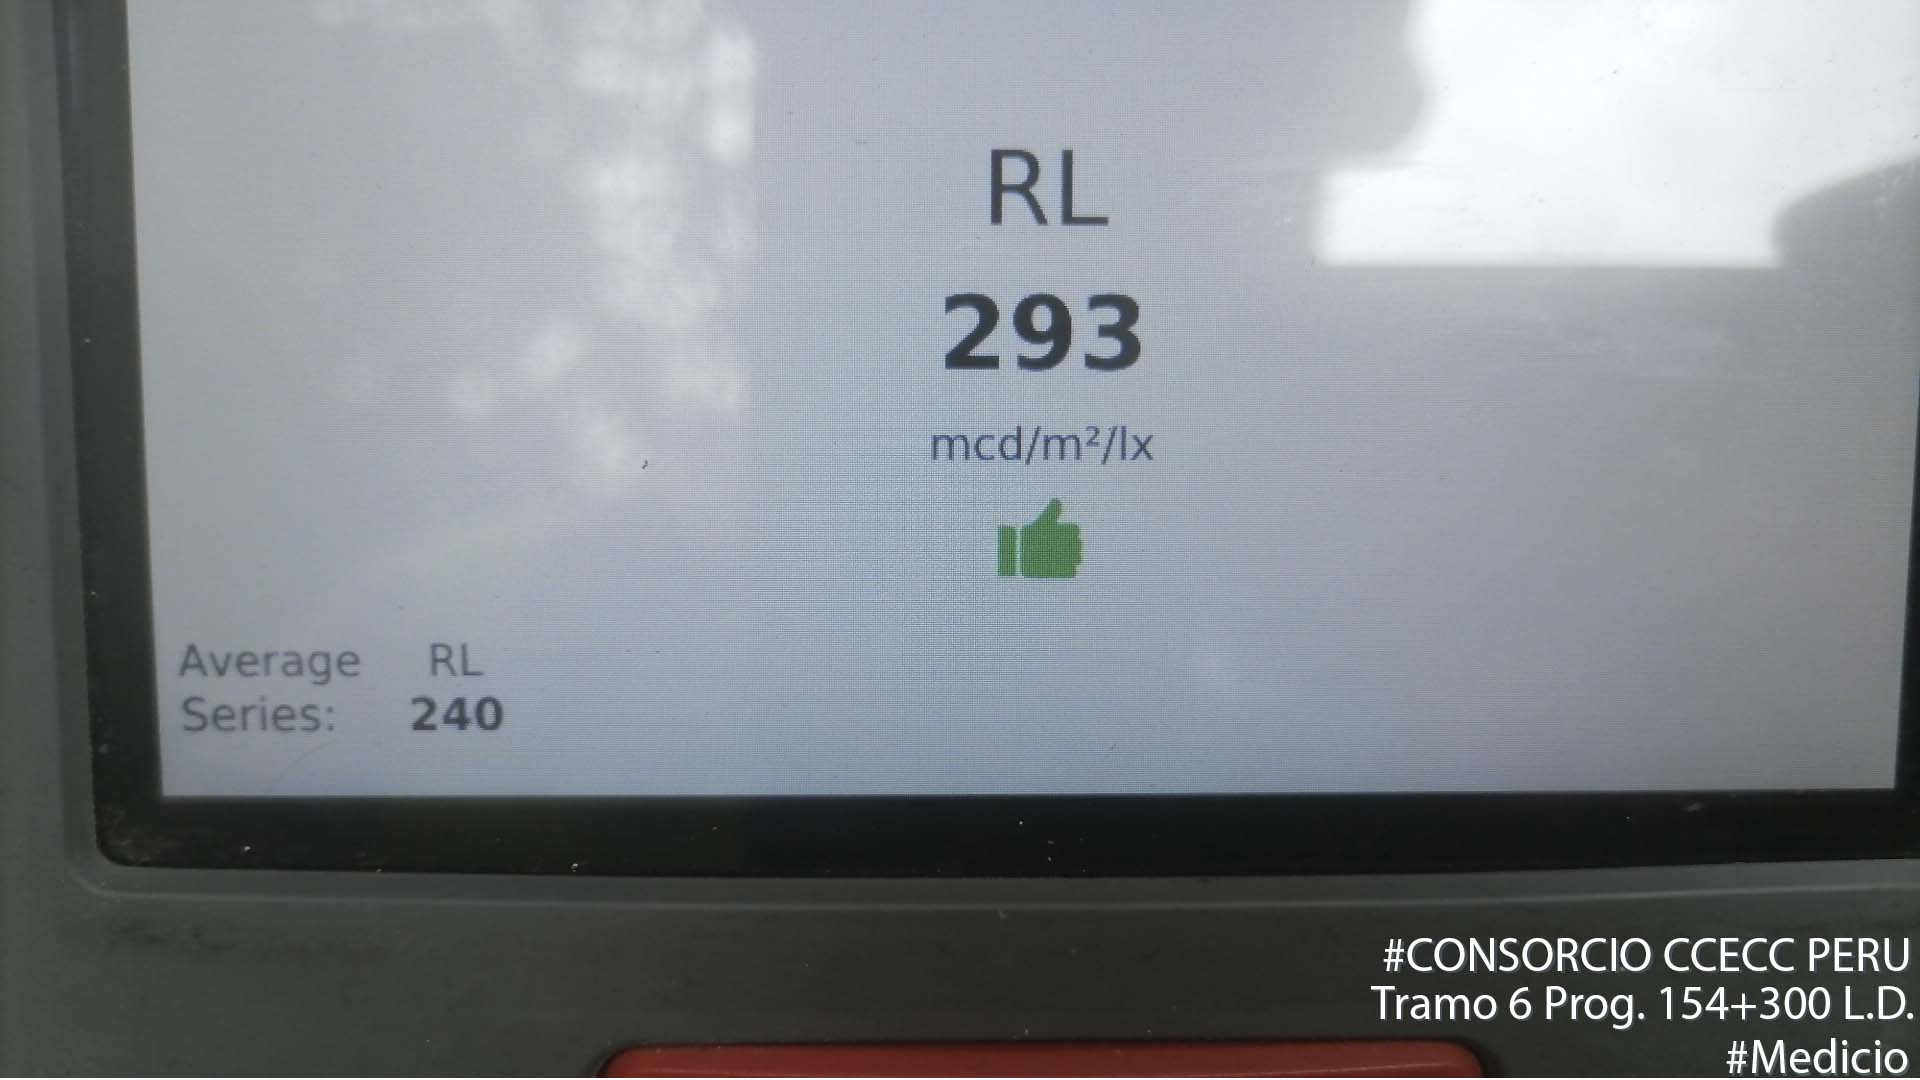 RL
293
mcd/m²/lx
Average RL
Series: 240
#CONSORCIO CCECC PERU
Tramo 6 Prog. 154+300 L.D.
#Medicio